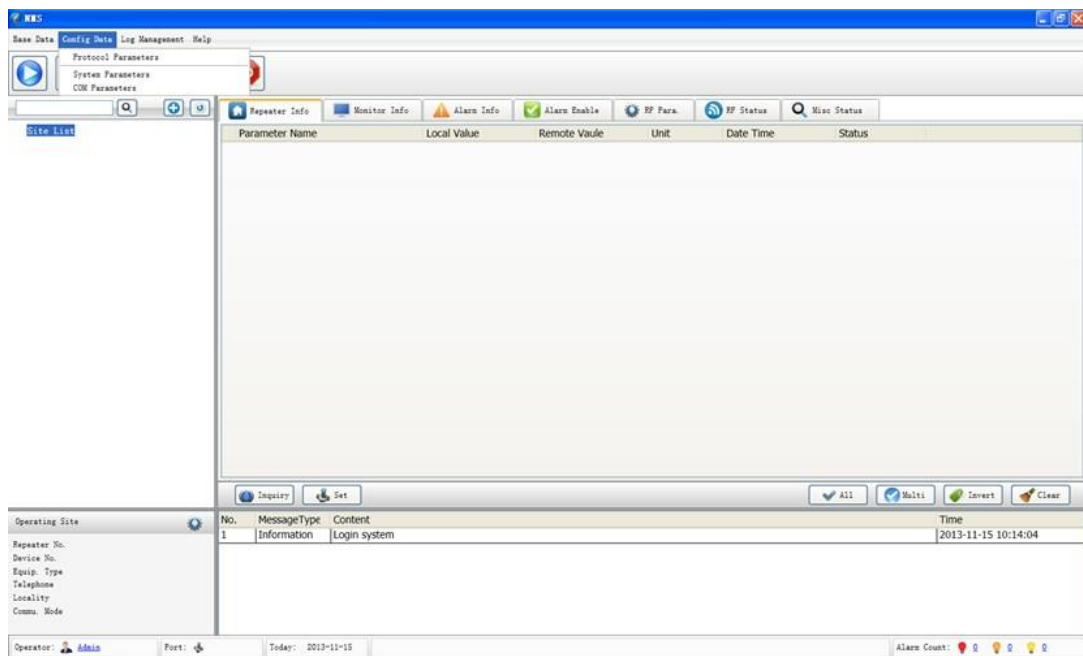 NMS
Base Data Config Data Log Management Help
Protocol Parameters
System Parameters
COM Parameters
Site List
Repeater Info Monitor Info Alarm Info Alarm Enable RF Para. RF Status Misc Status
Parameter Name Local Value Remote Vaule Unit Date Time Status
Inquiry Set All Multi Invert Clear
Operating Site
Repeater No.
Device No.
Equip. Type
Telephone
Locality
Commu. Mode
No. MessageType Content Time
1 Information Login system 2013-11-15 10:14:04
Operator: Admin Port: Today: 2013-11-15 Alarm Count: 0 0 0